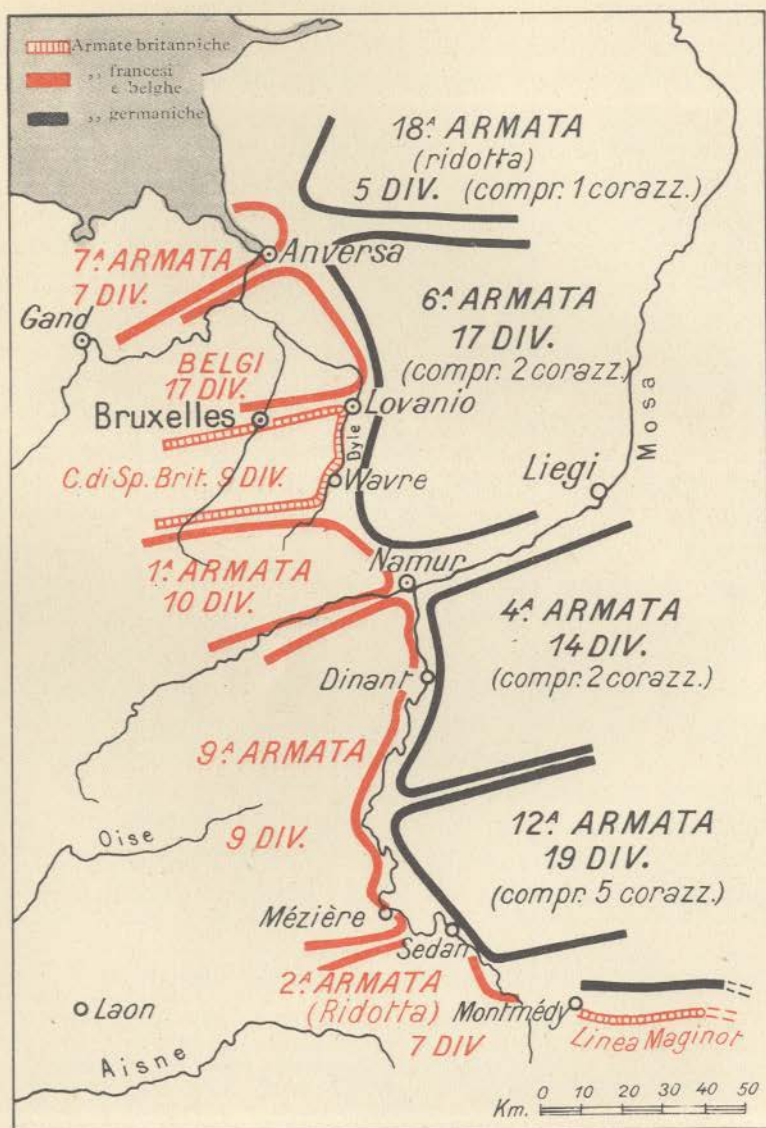 Armate britanniche
,, francesi
e belghe
,, germaniche
18ª ARMATA
(ridotta)
5 DIV. (compr. 1 corazz.)
7ª ARMATA
7 DIV.
Anversa
Gand
6ª ARMATA
17 DIV.
(compr. 2 corazz.)
BELGI
17 DIV.
Bruxelles
Lovanio
Dyle
Mosa
C. di Sp. Brit. 9 DIV.
Wavre
Liegi
1ª ARMATA
10 DIV.
Namur
4ª ARMATA
14 DIV.
(compr. 2 corazz.)
Dinant
9ª ARMATA
9 DIV.
Oise
12ª ARMATA
19 DIV.
(compr. 5 corazz.)
Mézière
Sedan
2ª ARMATA
(Ridotta)
7 DIV
Montmédy
Linea Maginot
Laon
Aisne
Km. 0 10 20 30 40 50